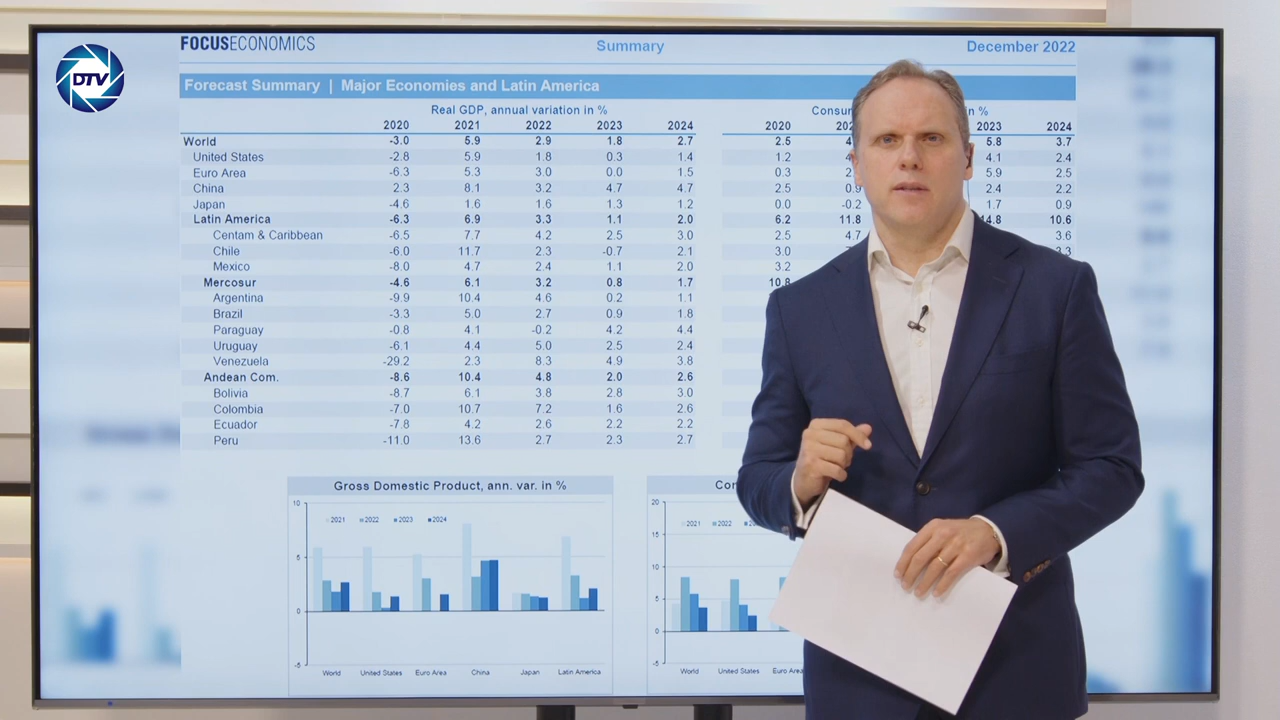 DTV
FOCUSECONOMICS Summary December 2022
Forecast Summary | Major Economies and Latin America
Real GDP, annual variation in % Consu n %
2020 2021 2022 2023 2024 2020 202 2023 2024
World -3.0 5.9 2.9 1.8 2.7 2.5 4 5.8 3.7
United States -2.8 5.9 1.8 0.3 1.4 1.2 4 4.1 2.4
Euro Area -6.3 5.3 3.0 0.0 1.5 0.3 2 5.9 2.5
China 2.3 8.1 3.2 4.7 4.7 2.5 0.9 2.4 2.2
Japan -4.6 1.6 1.6 1.3 1.2 0.0 -0.2 1.7 0.9
Latin America -6.3 6.9 3.3 1.1 2.0 6.2 11.8 14.8 10.6
Centam & Caribbean -6.5 7.7 4.2 2.5 3.0 2.5 4.7 3.6
Chile -6.0 11.7 2.3 -0.7 2.1 3.0 3.3
Mexico -8.0 4.7 2.4 1.1 2.0 3.2
Mercosur -4.6 6.1 3.2 0.8 1.7 10.8
Argentina -9.9 10.4 4.6 0.2 1.1
Brazil -3.3 5.0 2.7 0.9 1.8
Paraguay -0.8 4.1 -0.2 4.2 4.4
Uruguay -6.1 4.4 5.0 2.5 2.4
Venezuela -29.2 2.3 8.3 4.9 3.8
Andean Com. -8.6 10.4 4.8 2.0 2.6
Bolivia -8.7 6.1 3.8 2.8 3.0
Colombia -7.0 10.7 7.2 1.6 2.6
Ecuador -7.8 4.2 2.6 2.2 2.2
Peru -11.0 13.6 2.7 2.3 2.7
Gross Domestic Product, ann. var. in % Con
10 20
2021 2022 2023 2024 2021 2022 20
15
5 10
5
0 0
-5 -5
World United States Euro Area China Japan Latin America World United States Euro Area